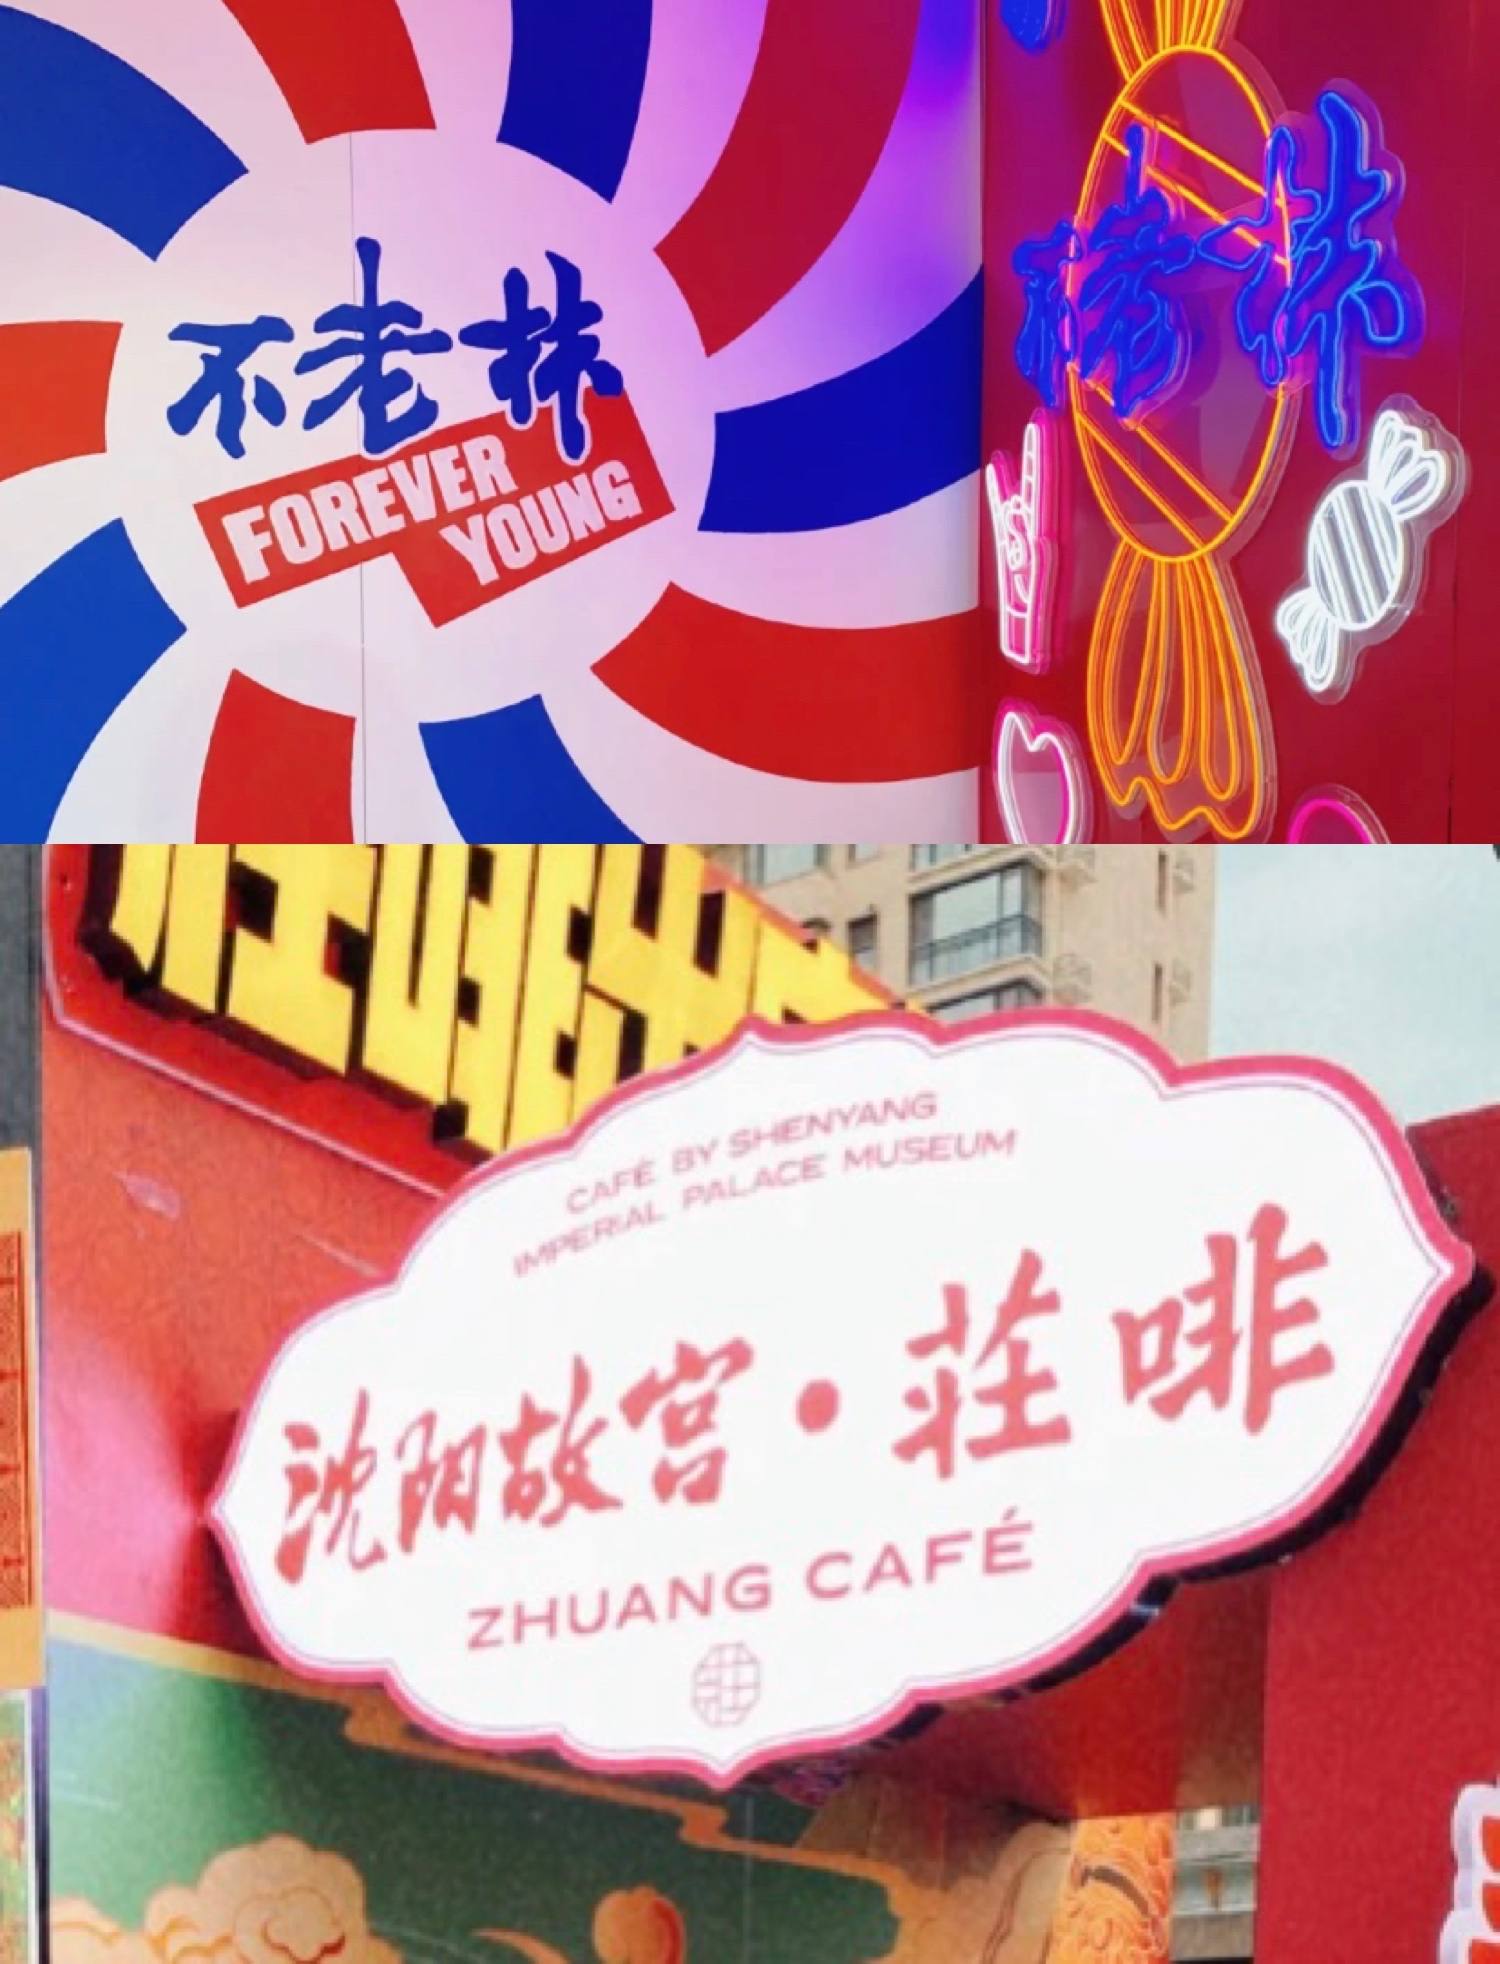 不老林
FOREVER
YOUNG
不老林
CAFÉ BY SHENYANG
IMPERIAL PALACE MUSEUM
沈阳故宫·莊啡
ZHUANG CAFÉ